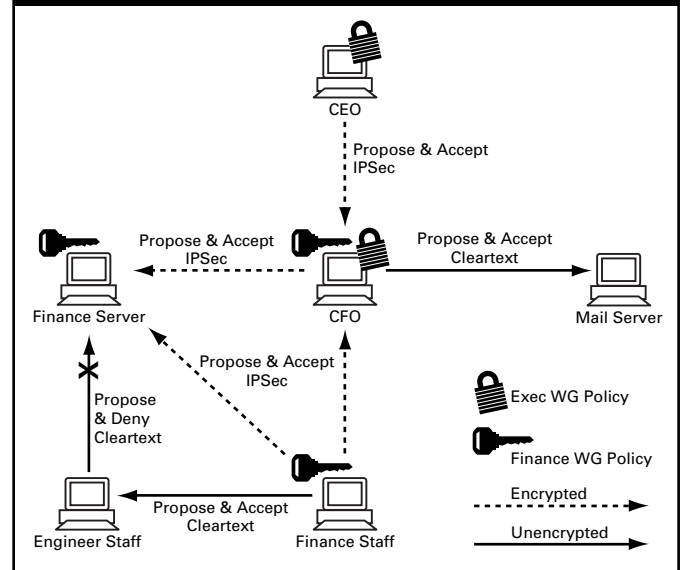 CEO
Propose & Accept
IPSec
Propose & Accept
IPSec
Propose & Accept
Cleartext
Finance Server
CFO
Mail Server
Propose & Accept
IPSec
Propose
& Deny
Cleartext
Exec WG Policy
Finance WG Policy
Propose & Accept
Cleartext
Encrypted
Unencrypted
Engineer Staff
Finance Staff